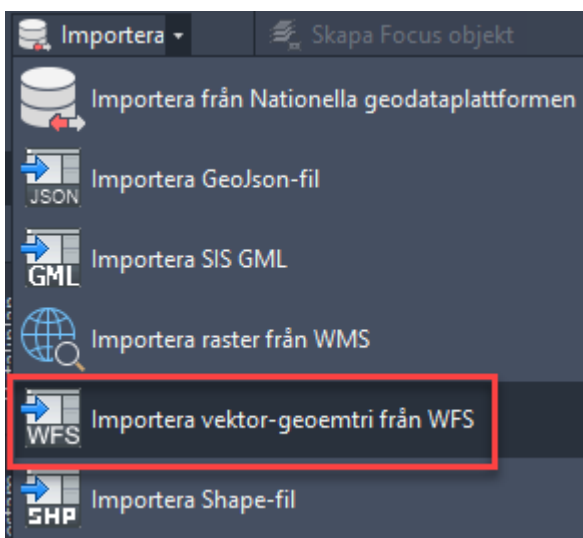 Importera
Skapa Focus objekt
Importera från Nationella geodataplattformen
JSON
Importera GeoJson-fil
GML
Importera SIS GML
Importera raster från WMS
WFS
Importera vektor-geoemtri från WFS
SHP
Importera Shape-fil